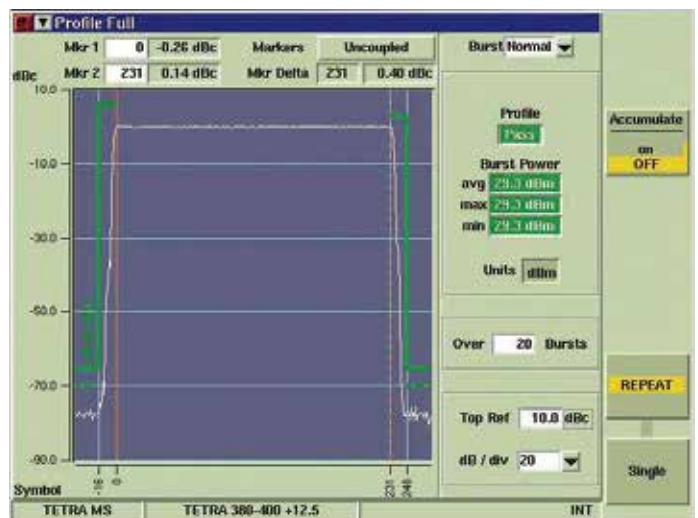 Profile Full
Mkr 1 0 -0.26 dBc Markers Uncoupled
Mkr 2 231 0.14 dBc Mkr Delta 231 0.40 dBc
Burst Normal
dBc
10.0
-10.0
-30.0
-50.0
-70.0
-90.0
Symbol
-16
0
231
246
Profile
Pass
Burst Power
avg 29.3 dBm
max 29.3 dBm
min 29.3 dBm
Units dBm
Over 20 Bursts
Top Ref 10.0 dBc
dB / div 20
Accumulate
on
OFF
REPEAT
Single
TETRA MS TETRA 380-400 +12.5 INT